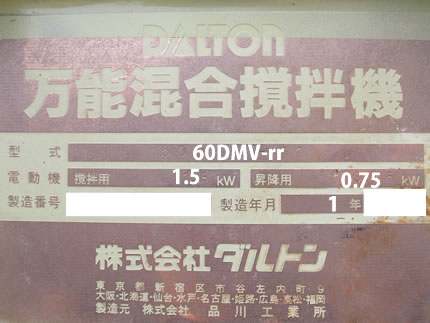 DALTON
万能混合撹拌機
型式 60DMV-rr
電動機 撹拌用 1.5 kW 昇降用 0.75 kW
製造番号 製造年月 1年
株式会社 ダルトン
東京都新宿区市谷左内町9
大阪・北海道・仙台・水戸・名古屋・姫路・広島・高松・福岡
製造元 株式会社 品川工業所